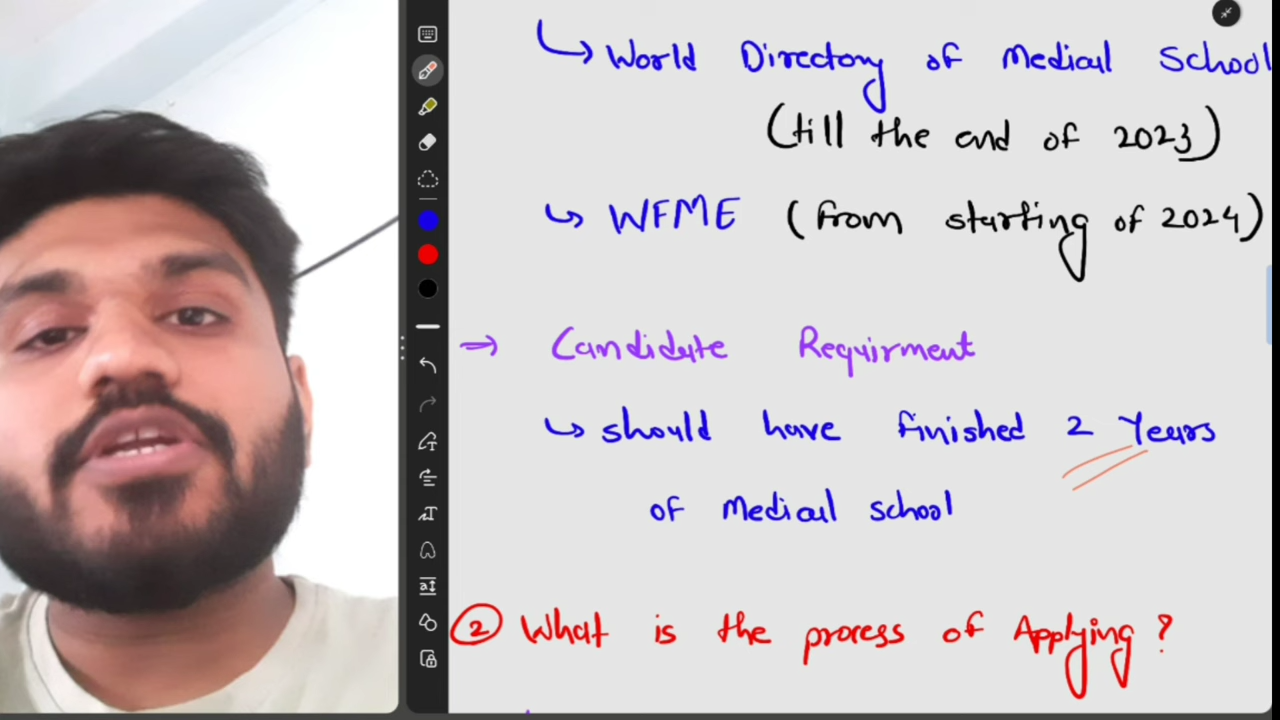 ↳ World Directory of Medical School
(till the end of 2023)
↳ WFME (from starting of 2024)
→ Candidate Requirment
↳ should have finished 2 Years
of Medical school
② What is the process of Applying ?